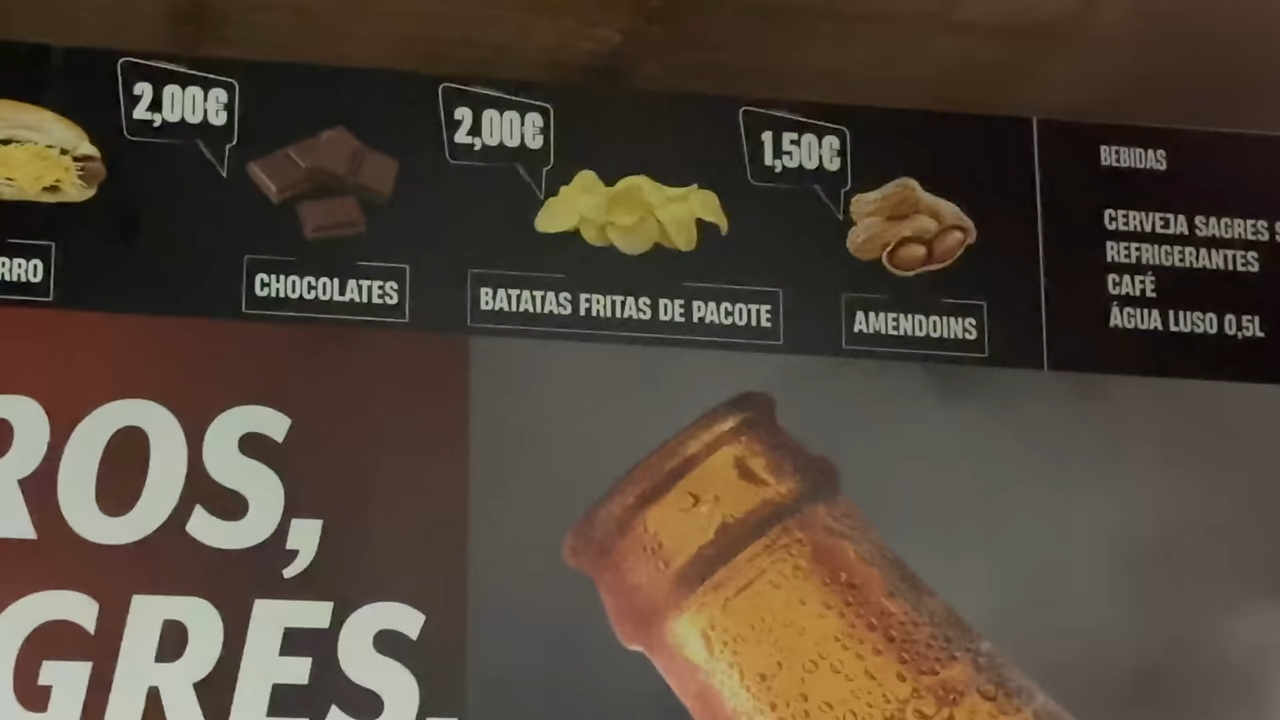 2,00€
2,00€
1,50€
RRO
CHOCOLATES
BATATAS FRITAS DE PACOTE
AMENDOINS
BEBIDAS
CERVEJA SAGRES
REFRIGERANTES
CAFÉ
ÁGUA LUSO 0,5L
ROS,
GRES.